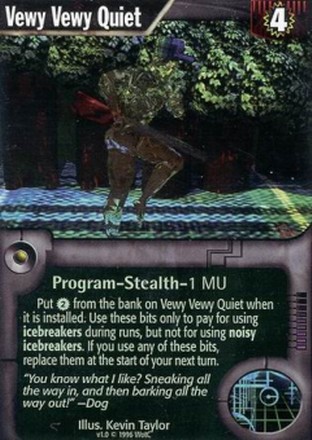 Vewy Vewy Quiet
4
Program–Stealth–1 MU
Put 2 from the bank on Vewy Vewy Quiet when
it is installed. Use these bits only to pay for using
icebreakers during runs, but not for using noisy
icebreakers. If you use any of these bits,
replace them at the start of your next turn.
"You know what I like? Sneaking all
the way in, and then barking all the
way out!" —Dog
Illus. Kevin Taylor
v1.0 © 1996 WotC